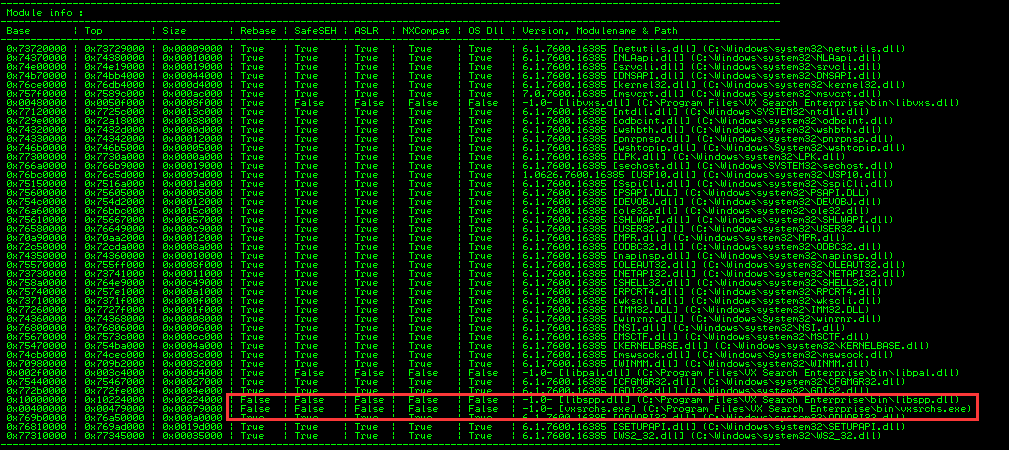 Module info :
Base | Top | Size | Rebase | SafeSEH | ASLR | NXCompat | OS Dll | Version, Modulename & Path
0x73720000 | 0x73729000 | 0x00009000 | True | True | True | True | True | 6.1.7600.16385 [netutils.dll] (C:\Windows\system32\netutils.dll)
0x74370000 | 0x74380000 | 0x00010000 | True | True | True | True | True | 6.1.7600.16385 [NLAapi.dll] (C:\Windows\system32\NLAapi.dll)
0x74e00000 | 0x74e19000 | 0x00019000 | True | True | True | True | True | 6.1.7600.16385 [srvcli.dll] (C:\Windows\system32\srvcli.dll)
0x74b70000 | 0x74bb4000 | 0x00044000 | True | True | True | True | True | 6.1.7600.16385 [DNSAPI.dll] (C:\Windows\system32\DNSAPI.dll)
0x76ce0000 | 0x76db4000 | 0x000d4000 | True | True | True | True | True | 6.1.7600.16385 [kernel32.dll] (C:\Windows\system32\kernel32.dll)
0x757f0000 | 0x7589c000 | 0x000ac000 | True | True | True | True | True | 7.0.7600.16385 [msvcrt.dll] (C:\Windows\system32\msvcrt.dll)
0x00480000 | 0x0050f000 | 0x0008f000 | True | False | False | False | False | -1.0- [libvxs.dll] (C:\Program Files\VX Search Enterprise\bin\libvxs.dll)
0x77120000 | 0x7725c000 | 0x0013c000 | True | True | True | True | True | 6.1.7600.16385 [ntdll.dll] (C:\Windows\SYSTEM32\ntdll.dll)
0x729e0000 | 0x72a18000 | 0x00038000 | True | True | True | True | True | 6.1.7600.16385 [odbcint.dll] (C:\Windows\system32\odbcint.dll)
0x74320000 | 0x7432d000 | 0x0000d000 | True | True | True | True | True | 6.1.7600.16385 [wshbth.dll] (C:\Windows\system32\wshbth.dll)
0x74330000 | 0x74342000 | 0x00012000 | True | True | True | True | True | 6.1.7600.16385 [pnrpnsp.dll] (C:\Windows\system32\pnrpnsp.dll)
0x746b0000 | 0x746b5000 | 0x00005000 | True | True | True | True | True | 6.1.7600.16385 [wshtcpip.dll] (C:\Windows\System32\wshtcpip.dll)
0x77300000 | 0x7730a000 | 0x0000a000 | True | True | True | True | True | 6.1.7600.16385 [LPK.dll] (C:\Windows\system32\LPK.dll)
0x766a0000 | 0x766b9000 | 0x00019000 | True | True | True | True | True | 6.1.7600.16385 [sechost.dll] (C:\Windows\SYSTEM32\sechost.dll)
0x76bc0000 | 0x76c5d000 | 0x0009d000 | True | True | True | True | True | 1.0626.7600.16385 [USP10.dll] (C:\Windows\system32\USP10.dll)
0x75150000 | 0x7516a000 | 0x0001a000 | True | True | True | True | True | 6.1.7600.16385 [SspiCli.dll] (C:\Windows\system32\SspiCli.dll)
0x75600000 | 0x75605000 | 0x00005000 | True | True | True | True | True | 6.1.7600.16385 [PSAPI.DLL] (C:\Windows\system32\PSAPI.DLL)
0x754c0000 | 0x754d2000 | 0x00012000 | True | True | True | True | True | 6.1.7600.16385 [DEVOBJ.dll] (C:\Windows\system32\DEVOBJ.dll)
0x76a60000 | 0x76bbc000 | 0x0015c000 | True | True | True | True | True | 6.1.7600.16385 [ole32.dll] (C:\Windows\system32\ole32.dll)
0x75610000 | 0x75667000 | 0x00057000 | True | True | True | True | True | 6.1.7600.16385 [SHLWAPI.dll] (C:\Windows\system32\SHLWAPI.dll)
0x76580000 | 0x76649000 | 0x000c9000 | True | True | True | True | True | 6.1.7600.16385 [USER32.dll] (C:\Windows\system32\USER32.dll)
0x70a90000 | 0x70aa2000 | 0x00012000 | True | True | True | True | True | 6.1.7600.16385 [MPR.dll] (C:\Windows\system32\MPR.dll)
0x72c50000 | 0x72cda000 | 0x0008a000 | True | True | True | True | True | 6.1.7600.16385 [ODBC32.dll] (C:\Windows\system32\ODBC32.dll)
0x74350000 | 0x74360000 | 0x00010000 | True | True | True | True | True | 6.1.7600.16385 [napinsp.dll] (C:\Windows\system32\napinsp.dll)
0x75570000 | 0x755ff000 | 0x0008f000 | True | True | True | True | True | 6.1.7600.16385 [OLEAUT32.dll] (C:\Windows\system32\OLEAUT32.dll)
0x73730000 | 0x73741000 | 0x00011000 | True | True | True | True | True | 6.1.7600.16385 [NETAPI32.dll] (C:\Windows\system32\NETAPI32.dll)
0x758a0000 | 0x764e9000 | 0x00c49000 | True | True | True | True | True | 6.1.7600.16385 [SHELL32.dll] (C:\Windows\system32\SHELL32.dll)
0x75740000 | 0x757e1000 | 0x000a1000 | True | True | True | True | True | 6.1.7600.16385 [RPCRT4.dll] (C:\Windows\system32\RPCRT4.dll)
0x73710000 | 0x7371f000 | 0x0000f000 | True | True | True | True | True | 6.1.7600.16385 [wkscli.dll] (C:\Windows\system32\wkscli.dll)
0x77260000 | 0x7727f000 | 0x0001f000 | True | True | True | True | True | 6.1.7600.16385 [IMM32.DLL] (C:\Windows\system32\IMM32.DLL)
0x74360000 | 0x74368000 | 0x00008000 | True | True | True | True | True | 6.1.7600.16385 [winrnr.dll] (C:\Windows\System32\winrnr.dll)
0x76800000 | 0x76806000 | 0x00006000 | True | True | True | True | True | 6.1.7600.16385 [NSI.dll] (C:\Windows\system32\NSI.dll)
0x75670000 | 0x7573c000 | 0x000cc000 | True | True | True | True | True | 6.1.7600.16385 [MSCTF.dll] (C:\Windows\system32\MSCTF.dll)
0x75470000 | 0x754ba000 | 0x0004a000 | True | True | True | True | True | 6.1.7600.16385 [KERNELBASE.dll] (C:\Windows\system32\KERNELBASE.dll)
0x74cb0000 | 0x74cec000 | 0x0003c000 | True | True | True | True | True | 6.1.7600.16385 [mswsock.dll] (C:\Windows\system32\mswsock.dll)
0x70980000 | 0x709b2000 | 0x00032000 | True | True | True | True | True | 6.1.7600.16385 [WINMM.dll] (C:\Windows\system32\WINMM.dll)
0x002f0000 | 0x003c4000 | 0x000d4000 | True | False | False | False | False | -1.0- [libpal.dll] (C:\Program Files\VX Search Enterprise\bin\libpal.dll)
0x75440000 | 0x75467000 | 0x00027000 | True | True | True | True | True | 6.1.7600.16385 [CFGMGR32.dll] (C:\Windows\system32\CFGMGR32.dll)
0x772b0000 | 0x772fe000 | 0x0004e000 | True | True | True | True | True | 6.1.7600.16385 [GDI32.dll] (C:\Windows\system32\GDI32.dll)
0x10000000 | 0x10224000 | 0x00224000 | False | False | False | False | False | -1.0- [libspp.dll] (C:\Program Files\VX Search Enterprise\bin\libspp.dll)
0x00400000 | 0x00479000 | 0x00079000 | False | False | False | False | False | -1.0- [vxsrchs.exe] (C:\Program Files\VX Search Enterprise\bin\vxsrchs.exe)
0x769b0000 | 0x76a50000 | 0x000a0000 | True | True | True | True | True | 6.1.7600.16385 [ADVAPI32.dll] (C:\Windows\system32\ADVAPI32.dll)
0x76810000 | 0x769ad000 | 0x0019d000 | True | True | True | True | True | 6.1.7600.16385 [SETUPAPI.dll] (C:\Windows\system32\SETUPAPI.dll)
0x77310000 | 0x77345000 | 0x00035000 | True | True | True | True | True | 6.1.7600.16385 [WS2_32.dll] (C:\Windows\system32\WS2_32.dll)